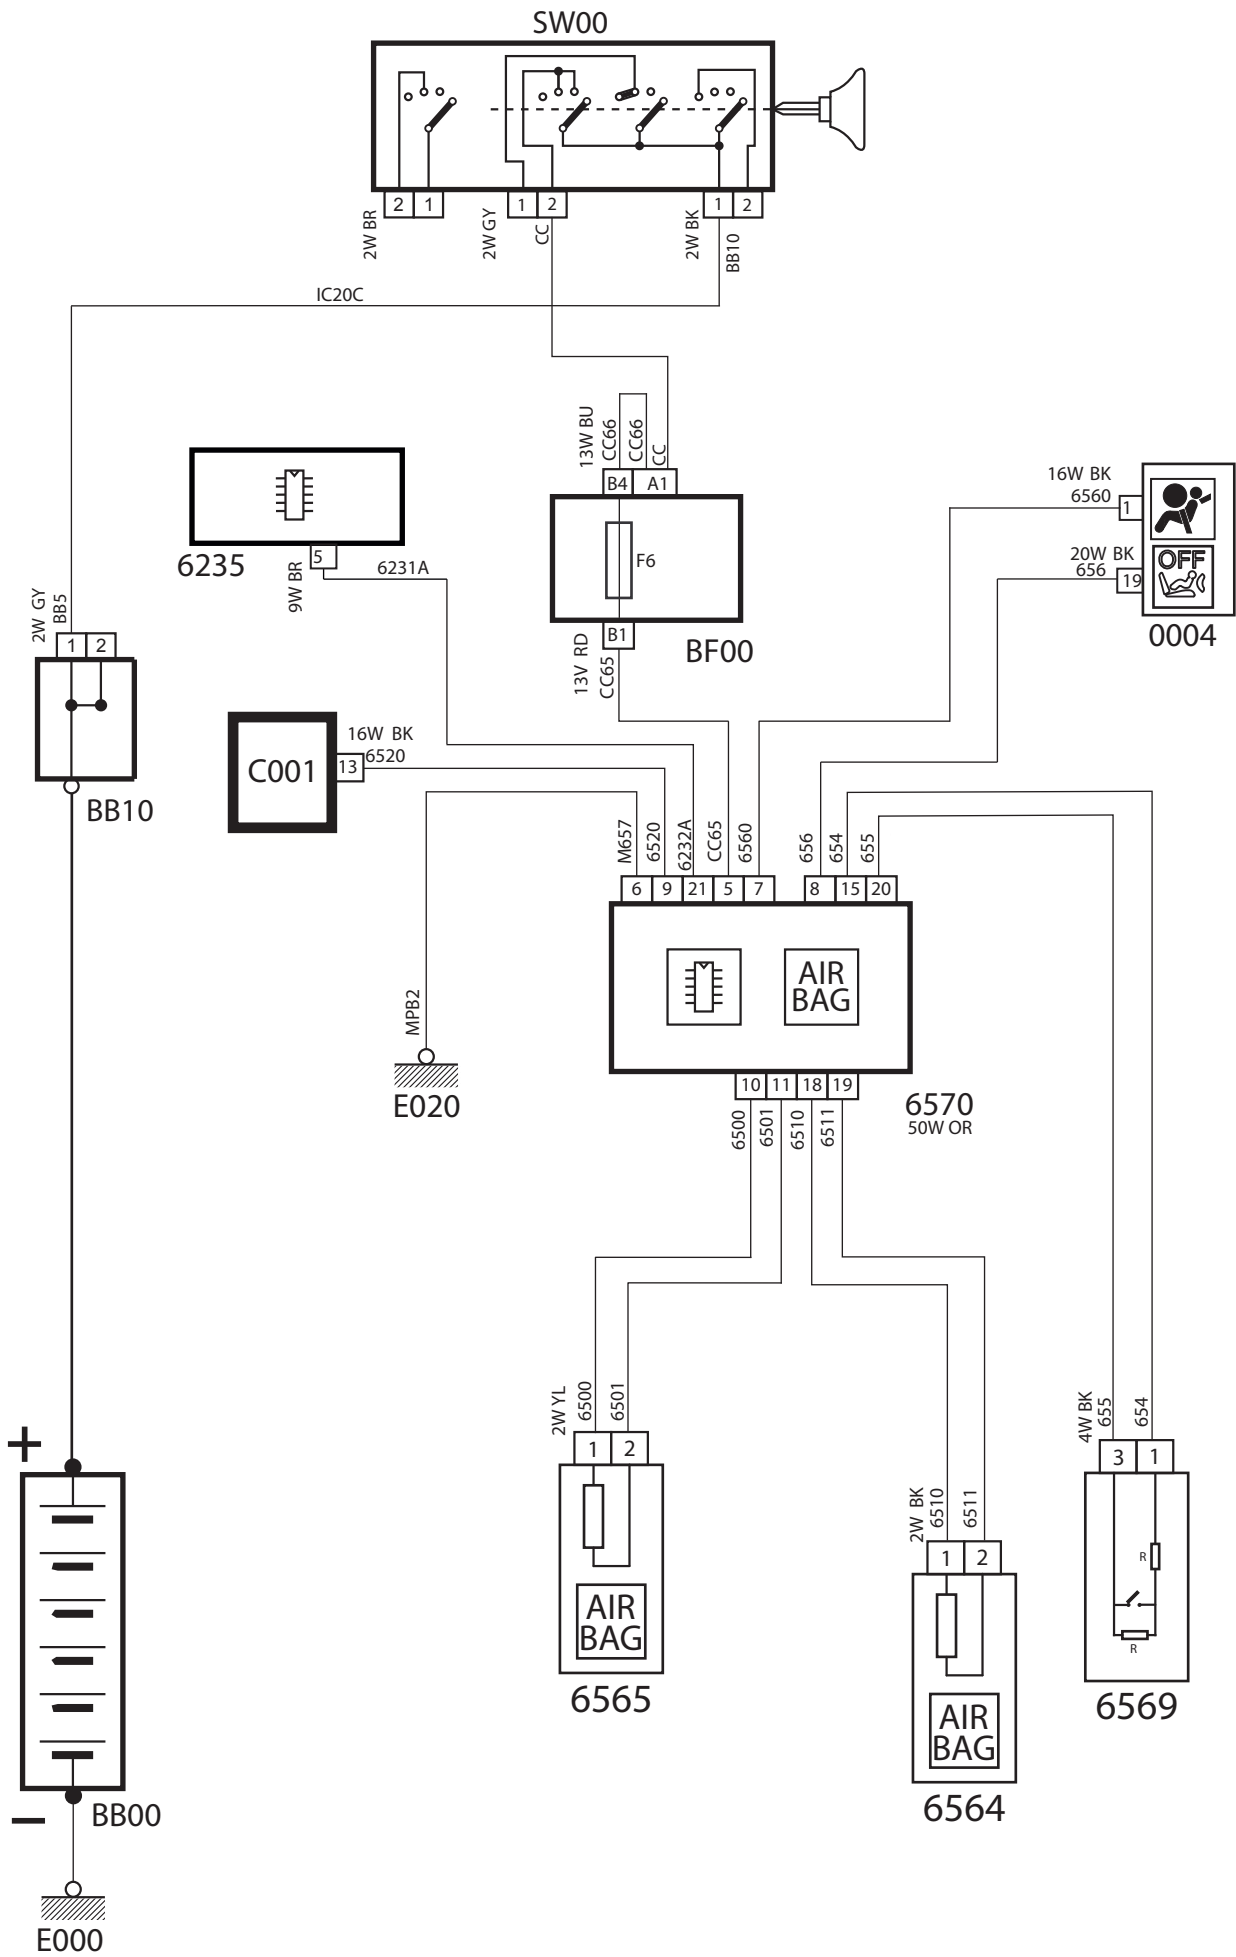 SW00
2 1 1 2 1 2
2W BR
2W GY
CC
2W BK
BB10
IC20C
13W BU
CC66
CC66
CC
B4 A1
F6
B1
BF00
13V RD
CC65
6235
5
9W BR
6231A
16W BK
6560
1
20W BK
656
19
OFF
0004
2W GY
BB5
1 2
BB10
C001
13
16W BK
6520
M657
6520
6232A
CC65
6560
656
654
655
6 9 21 5 7 8 15 20
AIR
BAG
MPB2
E020
10 11 18 19
6570
50W OR
6500
6501
6510
6511
2W YL
6500
6501
1 2
AIR
BAG
6565
2W BK
6510
6511
1 2
AIR
BAG
6564
4W BK
655
654
3 1
R
R
6569
+
−
BB00
E000